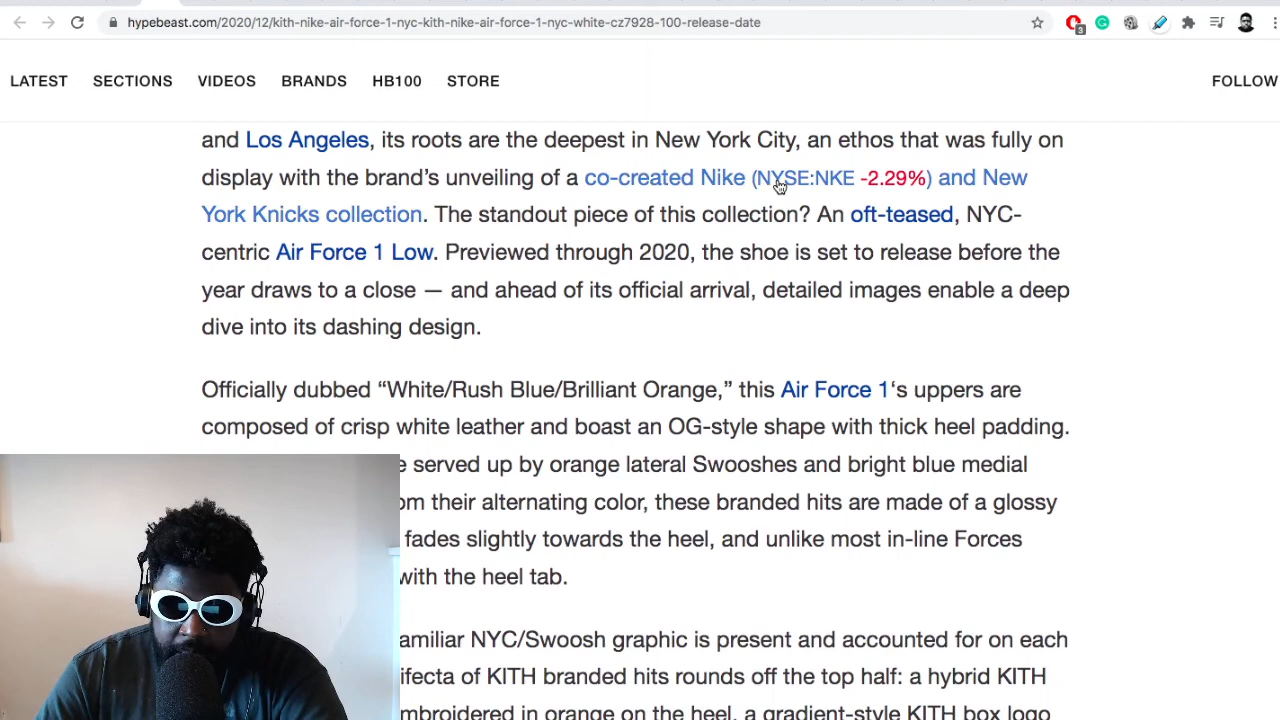 hypebeast.com/2020/12/kith-nike-air-force-1-nyc-kith-nike-air-force-1-nyc-white-cz7928-100-release-date
3
LATEST SECTIONS VIDEOS BRANDS HB100 STORE FOLLOW
and Los Angeles, its roots are the deepest in New York City, an ethos that was fully on
display with the brand’s unveiling of a co-created Nike (NYSE:NKE -2.29%) and New
York Knicks collection. The standout piece of this collection? An oft-teased, NYC-
centric Air Force 1 Low. Previewed through 2020, the shoe is set to release before the
year draws to a close — and ahead of its official arrival, detailed images enable a deep
dive into its dashing design.
Officially dubbed “White/Rush Blue/Brilliant Orange,” this Air Force 1‘s uppers are
composed of crisp white leather and boast an OG-style shape with thick heel padding.
e served up by orange lateral Swooshes and bright blue medial
om their alternating color, these branded hits are made of a glossy
fades slightly towards the heel, and unlike most in-line Forces
with the heel tab.
amiliar NYC/Swoosh graphic is present and accounted for on each
ifecta of KITH branded hits rounds off the top half: a hybrid KITH
mbroidered in orange on the heel, a gradient-style KITH box logo